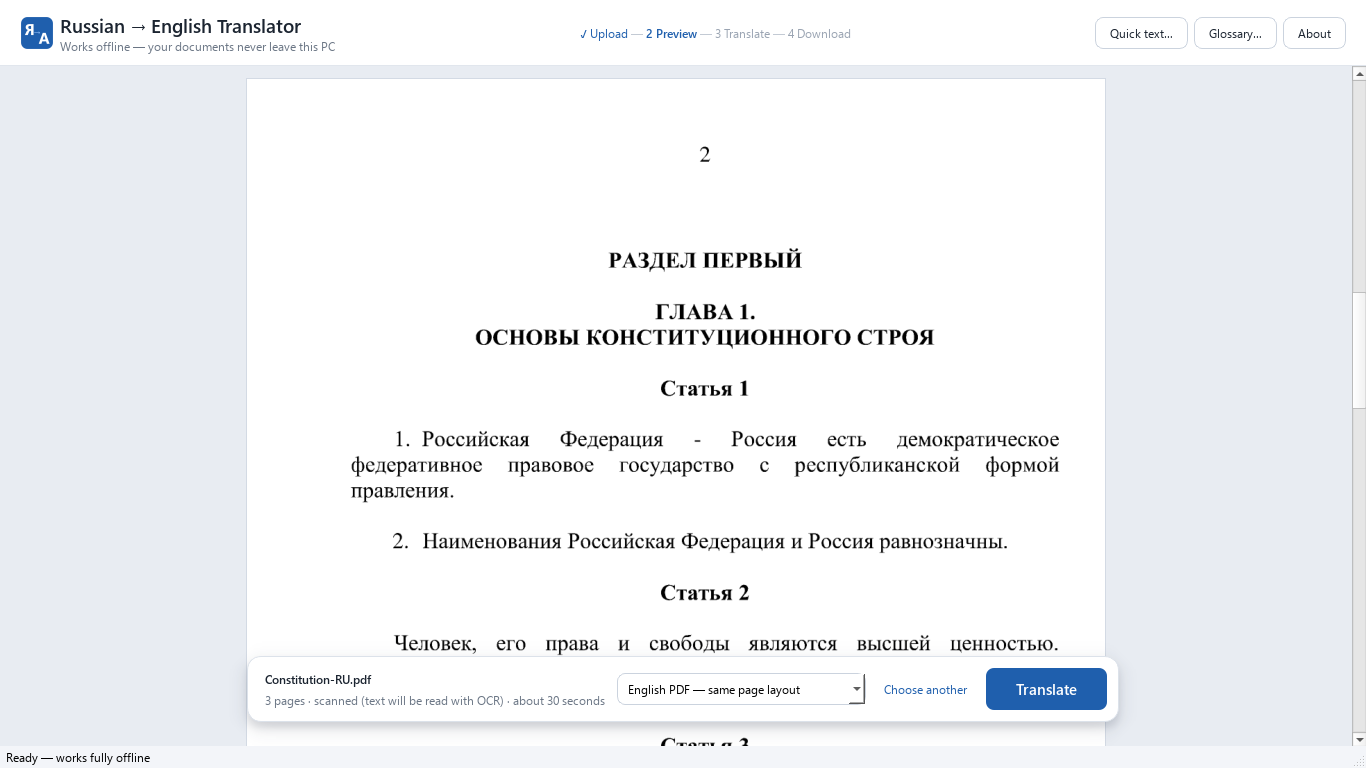 Russian → English Translator
Works offline — your documents never leave this PC
✓ Upload — 2 Preview — 3 Translate — 4 Download
Quick text...
Glossary...
About
2
РАЗДЕЛ ПЕРВЫЙ
ГЛАВА 1.
ОСНОВЫ КОНСТИТУЦИОННОГО СТРОЯ
Статья 1
1. Российская Федерация - Россия есть демократическое
федеративное правовое государство с республиканской формой
правления.
2. Наименования Российская Федерация и Россия равнозначны.
Статья 2
Человек, его права и свободы являются высшей ценностью.
Constitution-RU.pdf
3 pages · scanned (text will be read with OCR) · about 30 seconds
English PDF — same page layout
Choose another
Translate
Статья 3
Ready — works fully offline